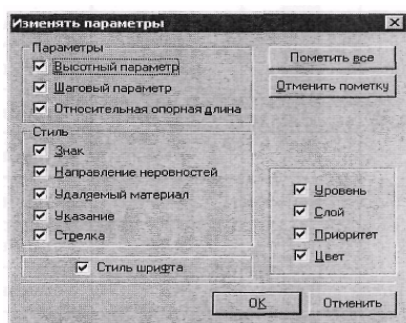 Изменять параметры
Параметры
Высотный параметр
Шаговый параметр
Относительная опорная длина
Пометить все
Отменить пометку
Стиль
Знак
Направление неровностей
Удаляемый материал
Указание
Стрелка
Уровень
Слой
Приоритет
Цвет
Стиль шрифта
OK
Отменить